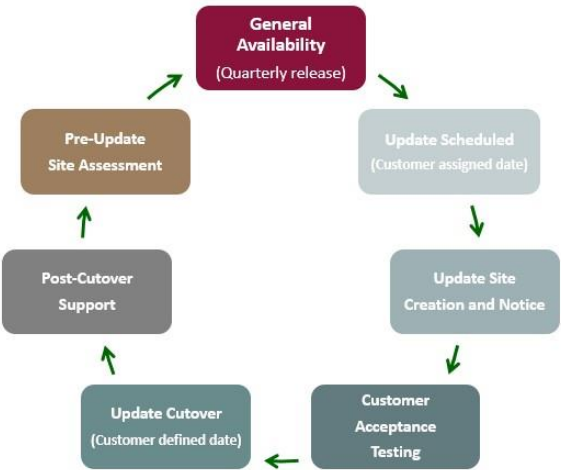 General
Availability
(Quarterly release)
Update Scheduled
(Customer assigned date)
Update Site
Creation and Notice
Customer
Acceptance
Testing
Update Cutover
(Customer defined date)
Post-Cutover
Support
Pre-Update
Site Assessment